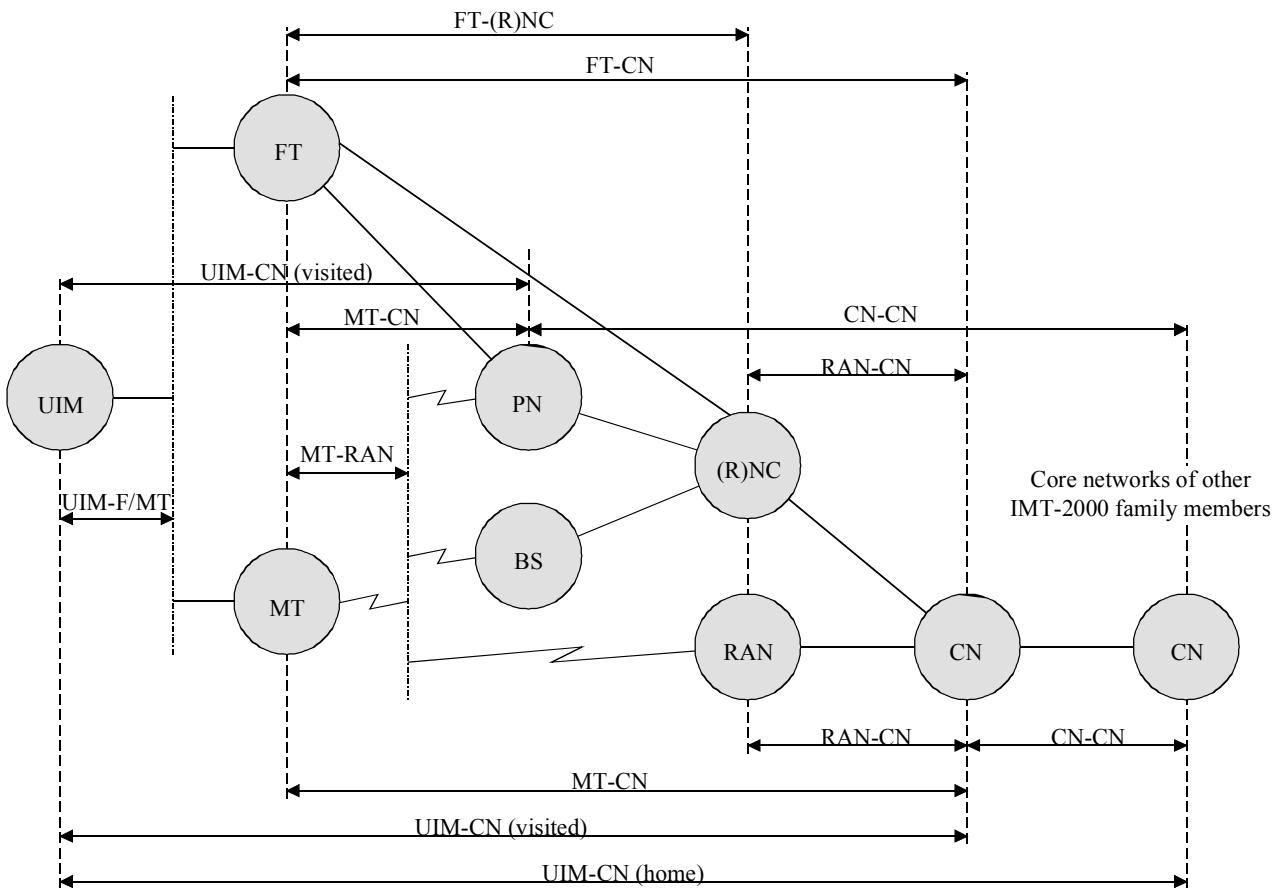 FT-(R)NC
FT-CN
FT
UIM-CN (visited)
MT-CN
CN-CN
RAN-CN
UIM
PN
MT-RAN
(R)NC
Core networks of other
IMT-2000 family members
UIM-F/MT
BS
MT
RAN
CN
CN
RAN-CN
CN-CN
MT-CN
UIM-CN (visited)
UIM-CN (home)